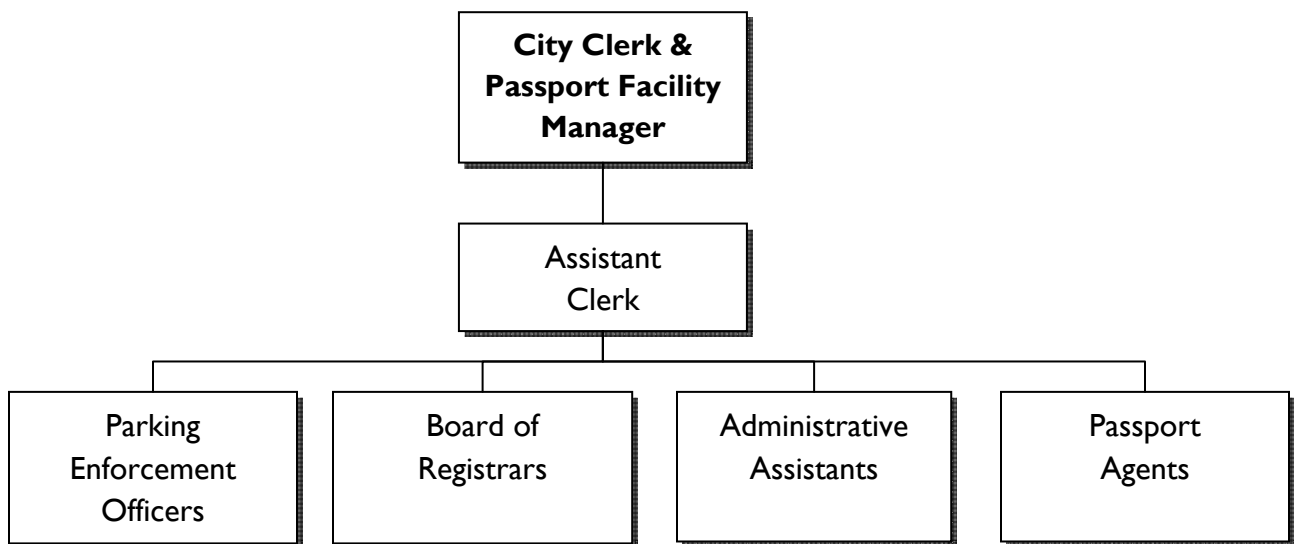 City Clerk &
Passport Facility
Manager
Assistant
Clerk
Parking
Enforcement
Officers
Board of
Registrars
Administrative
Assistants
Passport
Agents